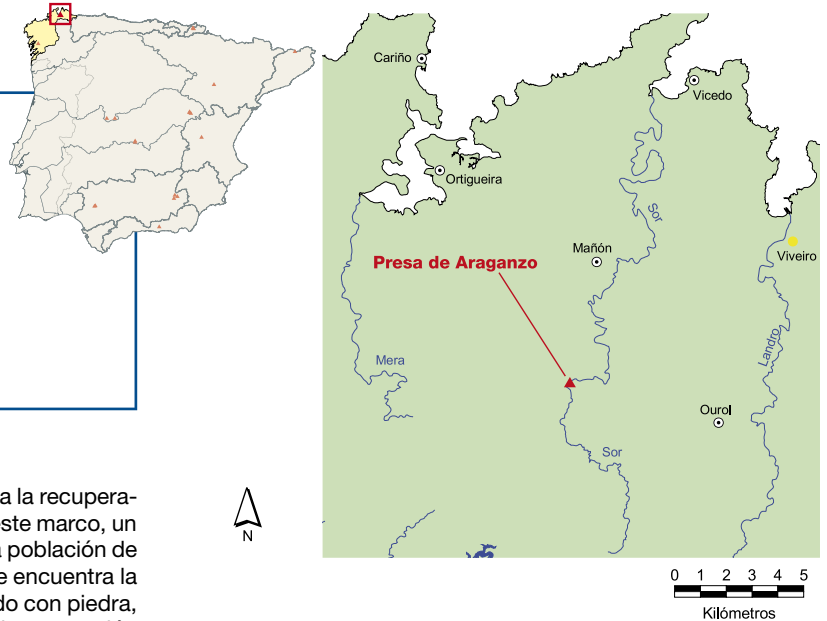 Cariño
Vicedo
Ortigueira
Sor
Mañón
Viveiro
Presa de Araganzo
Landro
Mera
Ourol
Sor
a la recupera-
este marco, un
a población de
e encuentra la
do con piedra,
N
0 1 2 3 4 5
Kilómetros